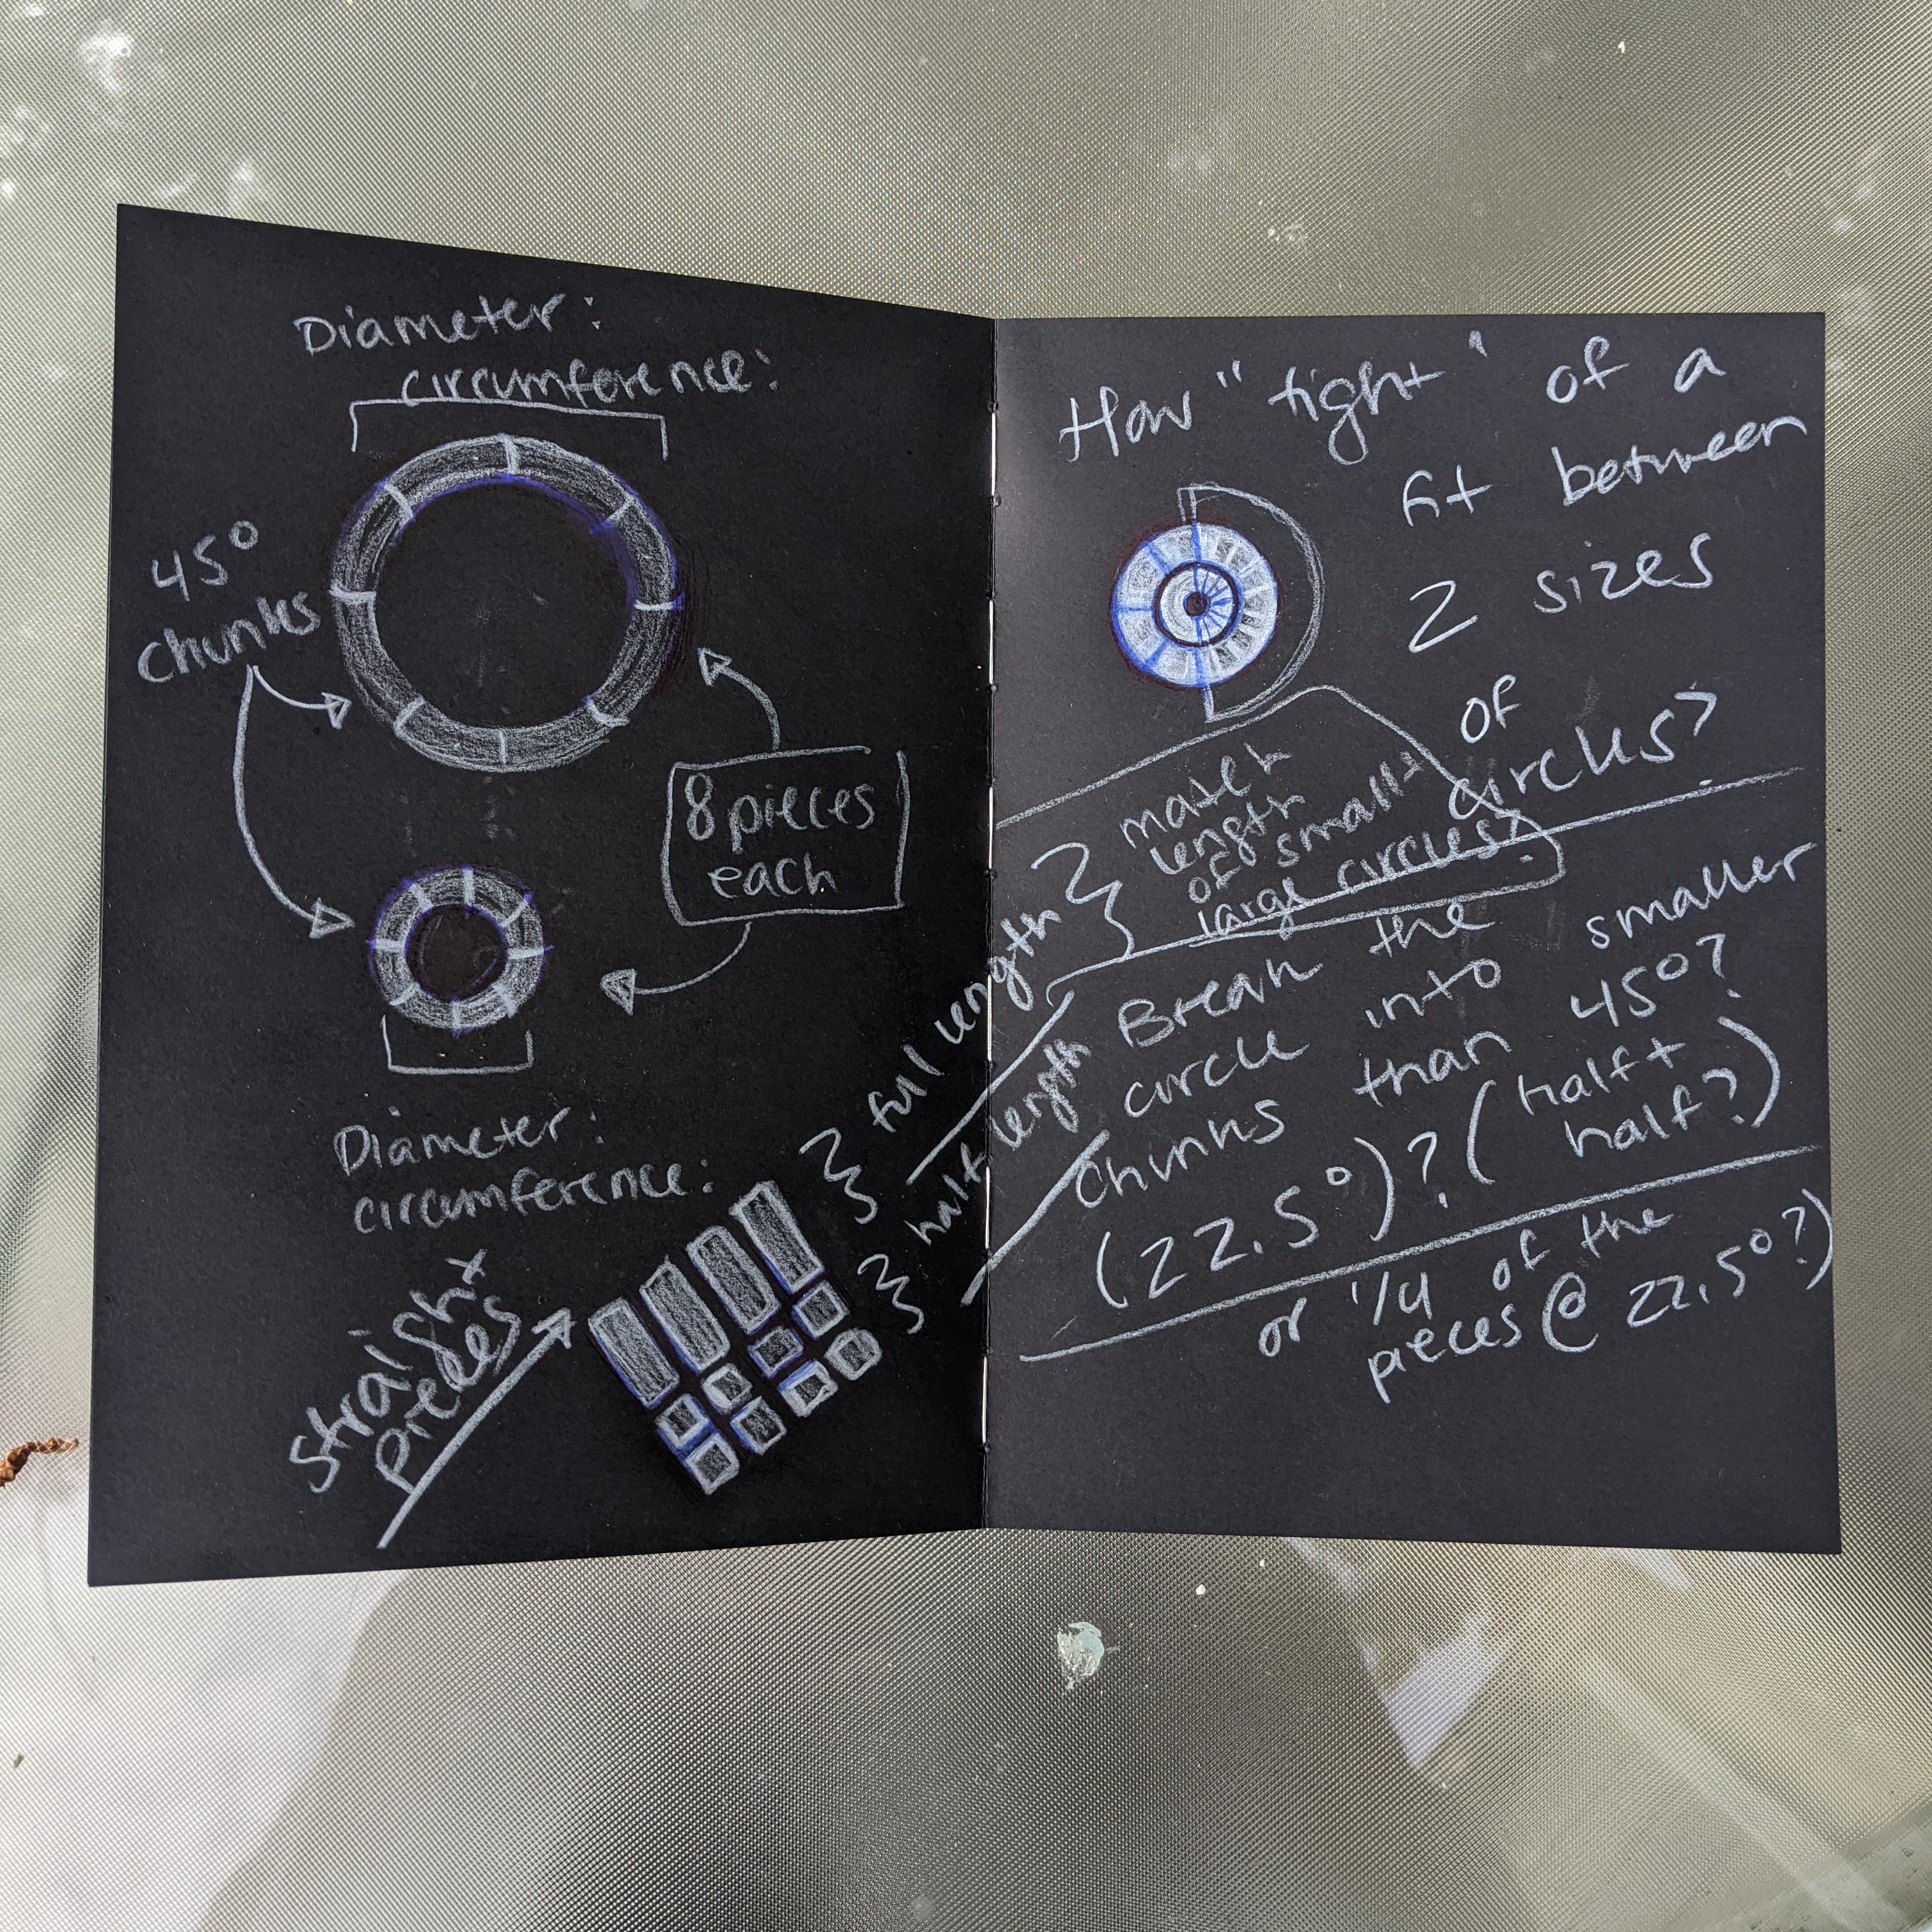 Diameter:
circumference:
45°
chunks
8 pieces
each
Diameter:
circumference:
straight
pieces
full length
half length
How "tight" of a
fit between
2 sizes
of
circles?
match
length
of small +
large circles?
Break the
circle into smaller
chunks than 45°?
(22.5°)? (half +
half?)
or 1/4 of the
pieces @ 22.5°?)